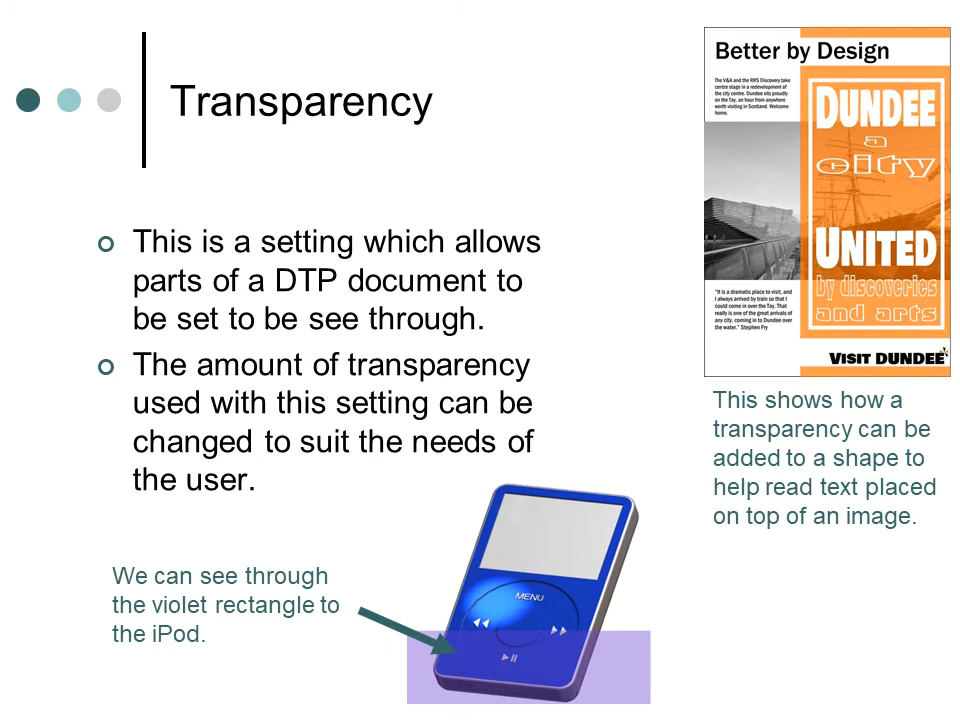 Transparency
This is a setting which allows
parts of a DTP document to
be set to be see through.
The amount of transparency
used with this setting can be
changed to suit the needs of
the user.
We can see through
the violet rectangle to
the iPod.
MENU
Better by Design
The V&A and the RRS Discovery take
centre stage in a redevelopment of
the city centre. Dundee sits proudly
on the Tay, an hour from anywhere
worth visiting in Scotland. Welcome
home.
DUNDEE
a
city
UNITED
by discoveries
and arts
"It is a dramatic place to visit, and
I always arrived by train so that I
could come in over the Tay. That
really is one of the great arrivals of
any city, coming in to Dundee over
the water." Stephen Fry
VISIT DUNDEE
This shows how a
transparency can be
added to a shape to
help read text placed
on top of an image.